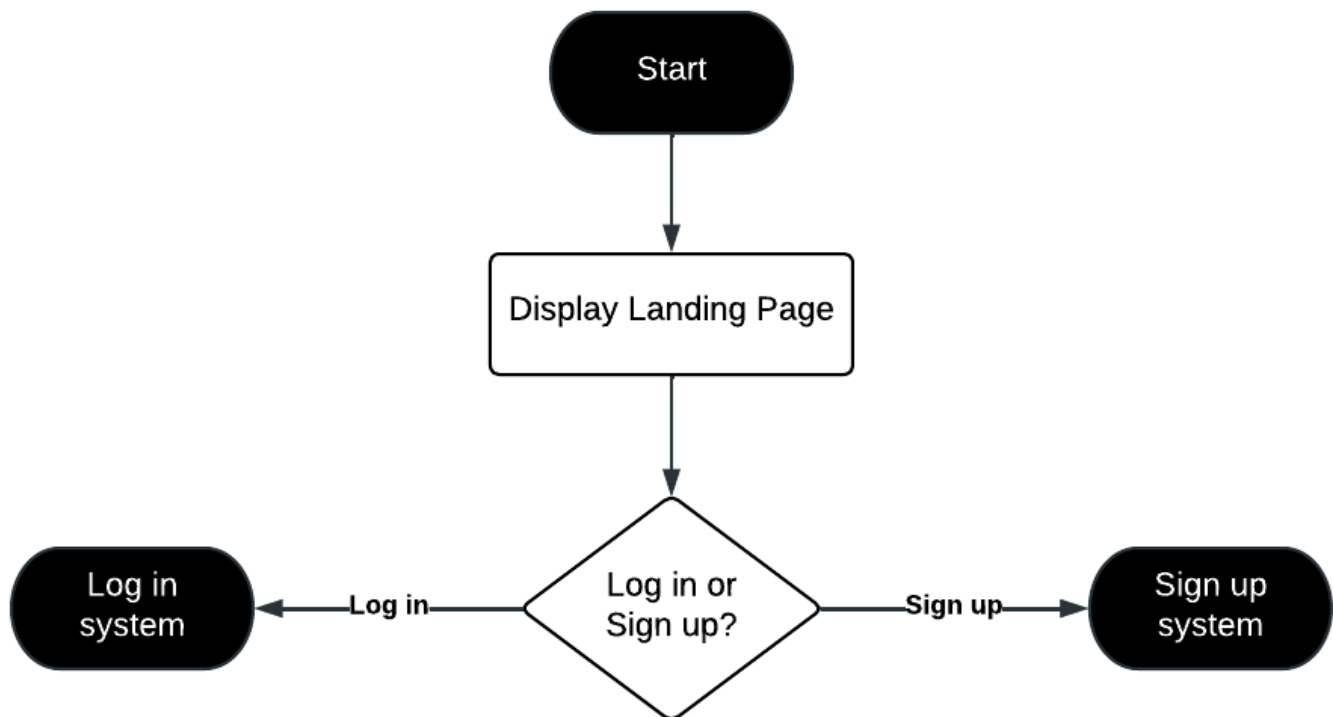 Start
Display Landing Page
Log in or
Sign up?
Log in
Log in
system
Sign up
Sign up
system